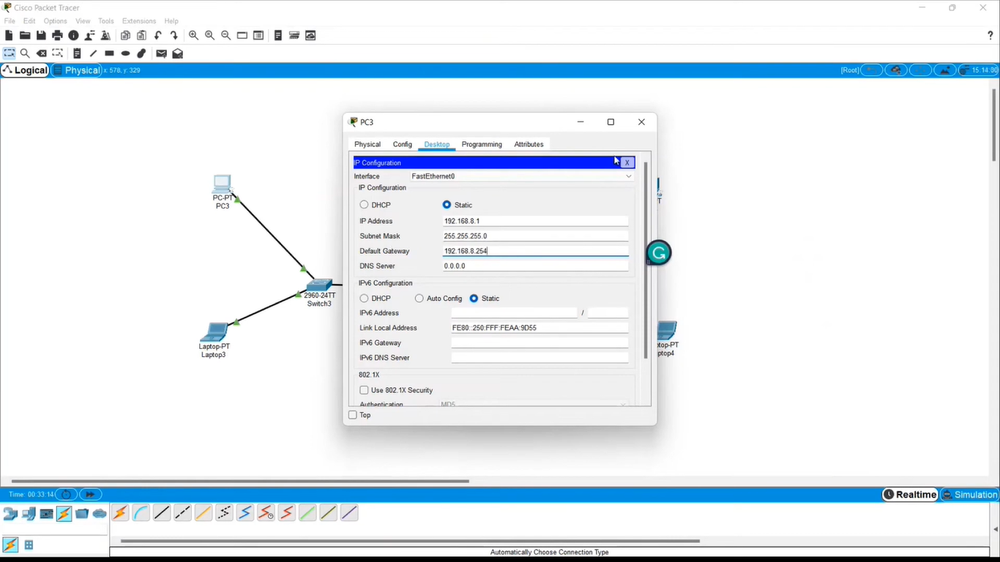 Cisco Packet Tracer
File Edit Options View Tools Extensions Help
?
Logical Physical x: 578, y: 329 [Root] 15:14:00
PC3
Physical Config Desktop Programming Attributes
IP Configuration X
Interface FastEthernet0
IP Configuration
DHCP Static
IP Address 192.168.8.1
Subnet Mask 255.255.255.0
Default Gateway 192.168.8.254
DNS Server 0.0.0.0
IPv6 Configuration
DHCP Auto Config Static
IPv6 Address /
Link Local Address FE80::250:FFF:FEAA:9D55
IPv6 Gateway
IPv6 DNS Server
802.1X
Use 802.1X Security
Authentication MD5
Top
PC-PT
PC3
2960-24TT
Switch3
Laptop-PT
Laptop3
T
top-PT
ptop4
G
Time: 00:33:14 Realtime Simulation
Automatically Choose Connection Type